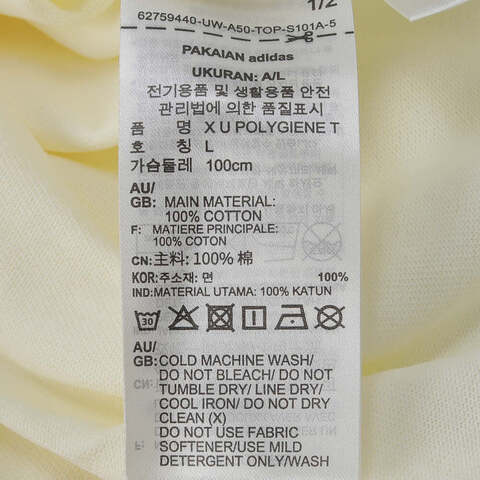 1/2
62759440-UW-A50-TOP-S101A-5
PAKAIAN adidas
UKURAN: A/L
전기용품 및 생활용품 안전
관리법에 의한 품질표시
품 명 X U POLYGIENE T
호 칭 L
가슴둘레 100cm
AU/
GB: MAIN MATERIAL:
100% COTTON
F: MATIERE PRINCIPALE:
100% COTON
CN: 主料: 100% 棉
KOR: 주소재: 면 100%
IND: MATERIAL UTAMA: 100% KATUN
30
AU/
GB: COLD MACHINE WASH/
DO NOT BLEACH/ DO NOT
TUMBLE DRY/ LINE DRY/
COOL IRON/ DO NOT DRY
CLEAN (X)
DO NOT USE FABRIC
SOFTENER/USE MILD
DETERGENT ONLY/WASH